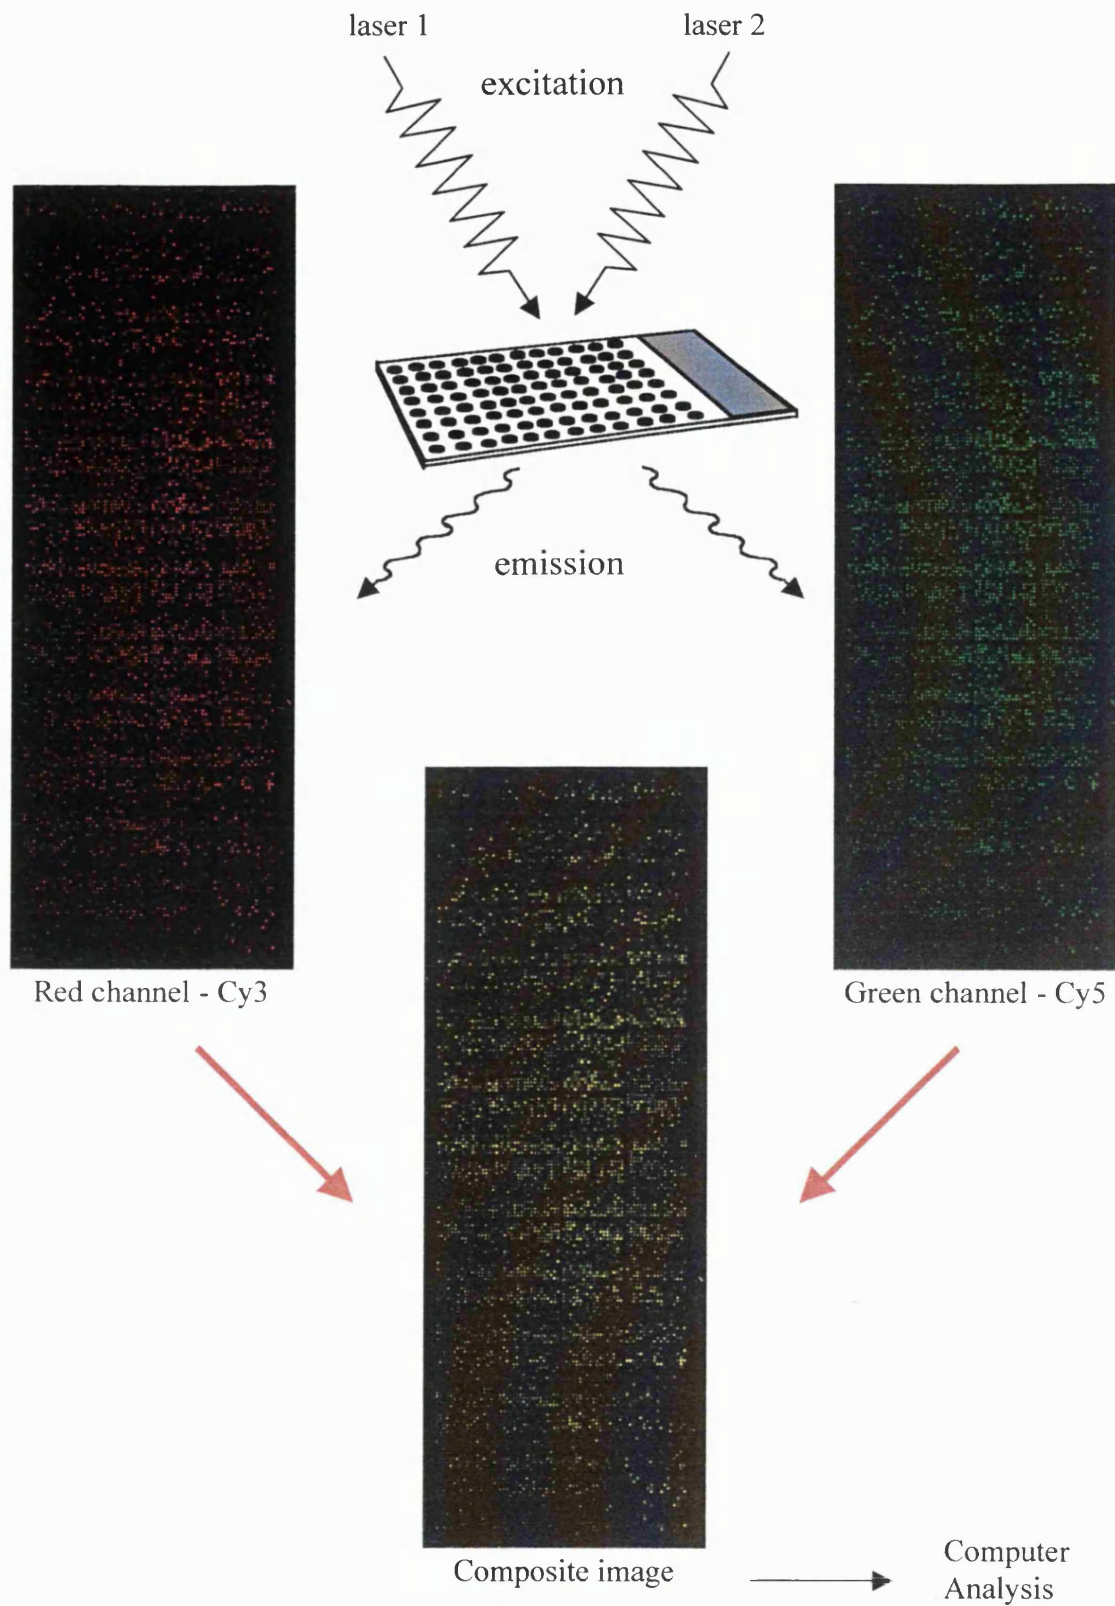 laser 1
laser 2
excitation
emission
Red channel - Cy3
Green channel - Cy5
Composite image
Computer
Analysis